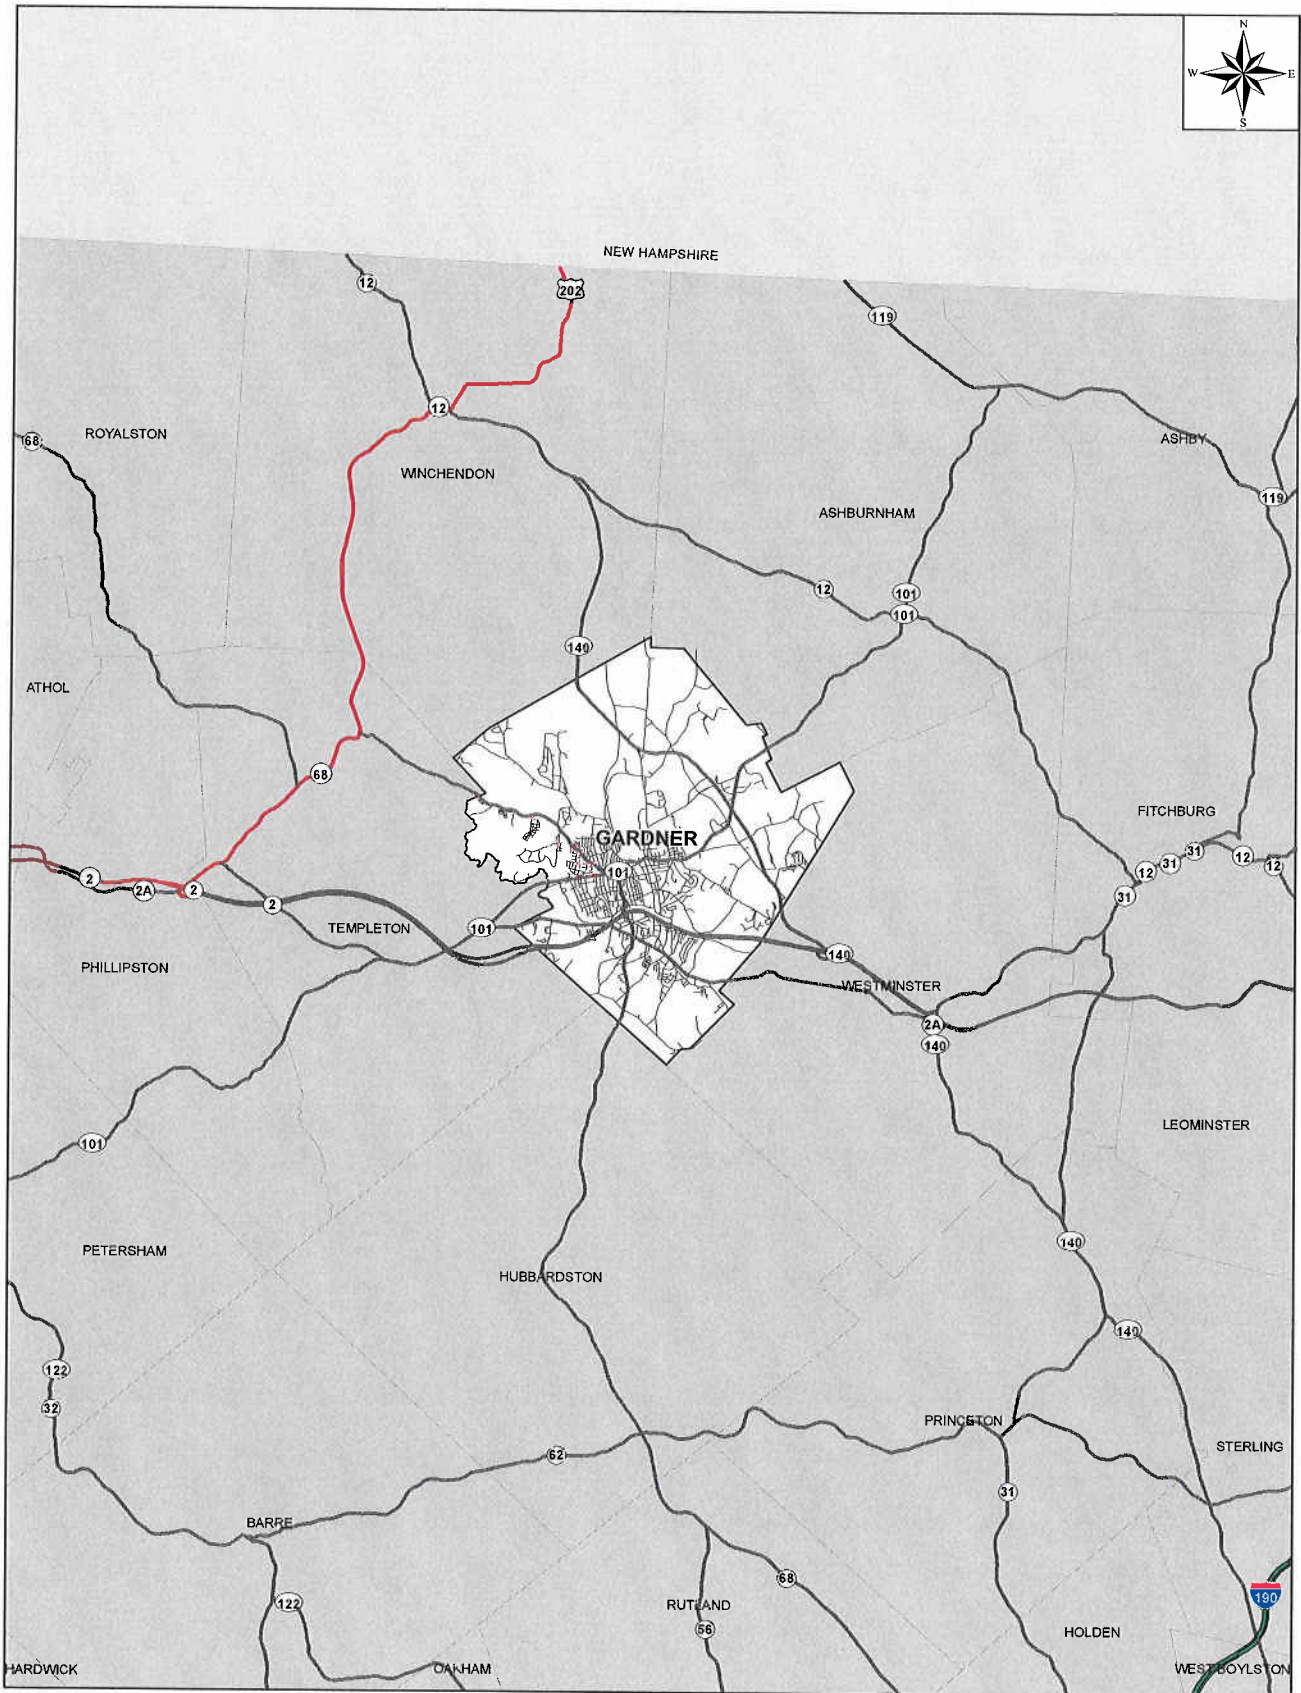 N
W E
S
NEW HAMPSHIRE
12
202
119
12
68
ROYALSTON
ASHBY
WINCHENDON
119
ASHBURNHAM
12
101
101
140
ATHOL
68
FITCHBURG
GARDNER
31
31
12
12
12
101
2
2A
2
31
2
TEMPLETON
101
140
PHILLIPSTON
WESTMINSTER
2A
140
LEOMINSTER
101
140
PETERSHAM
HUBBARDSTON
140
122
32
PRINCETON
STERLING
62
31
BARRE
68
190
122
RUTLAND
56
HOLDEN
HARDWICK
OAKHAM
WEST BOYLSTON